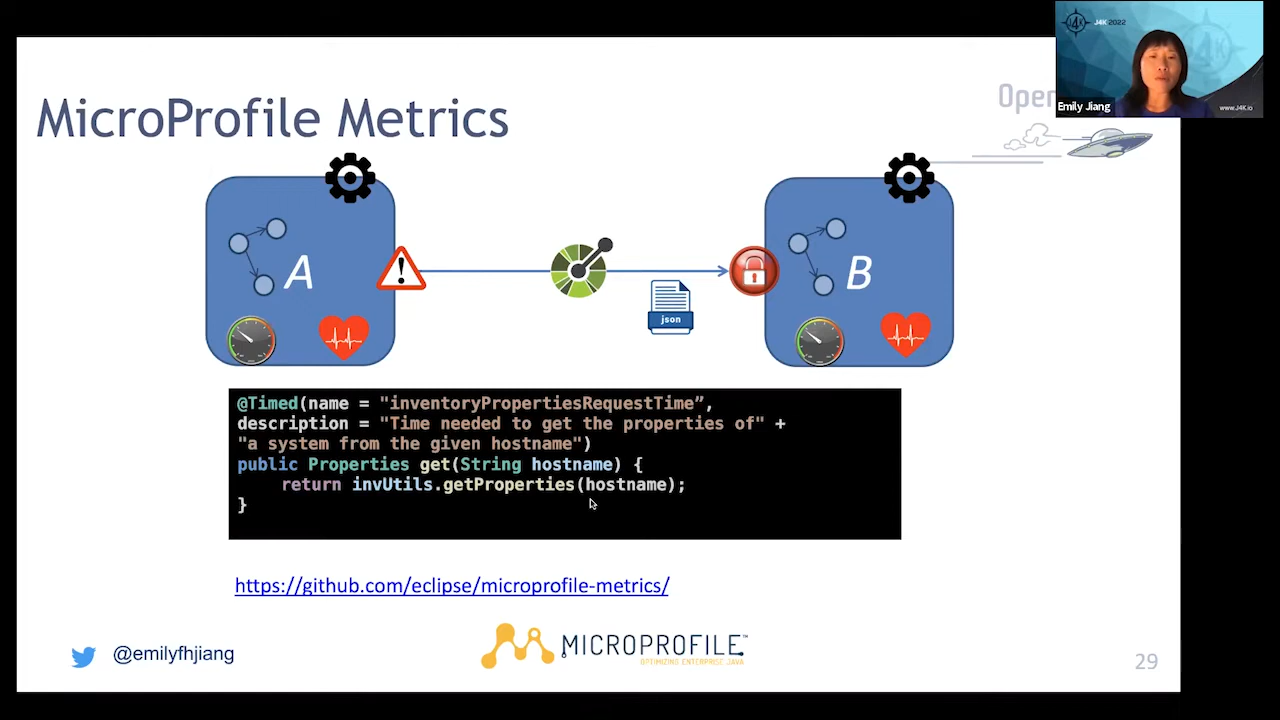 J4K 2022
Emily Jiang
www.J4K.io
MicroProfile Metrics
Open
A
!
json
B
@Timed(name = "inventoryPropertiesRequestTime”,
description = "Time needed to get the properties of" +
"a system from the given hostname")
public Properties get(String hostname) {
return invUtils.getProperties(hostname);
}
https://github.com/eclipse/microprofile-metrics/
@emilyfhjiang
MICROPROFILE™
OPTIMIZING ENTERPRISE JAVA
29